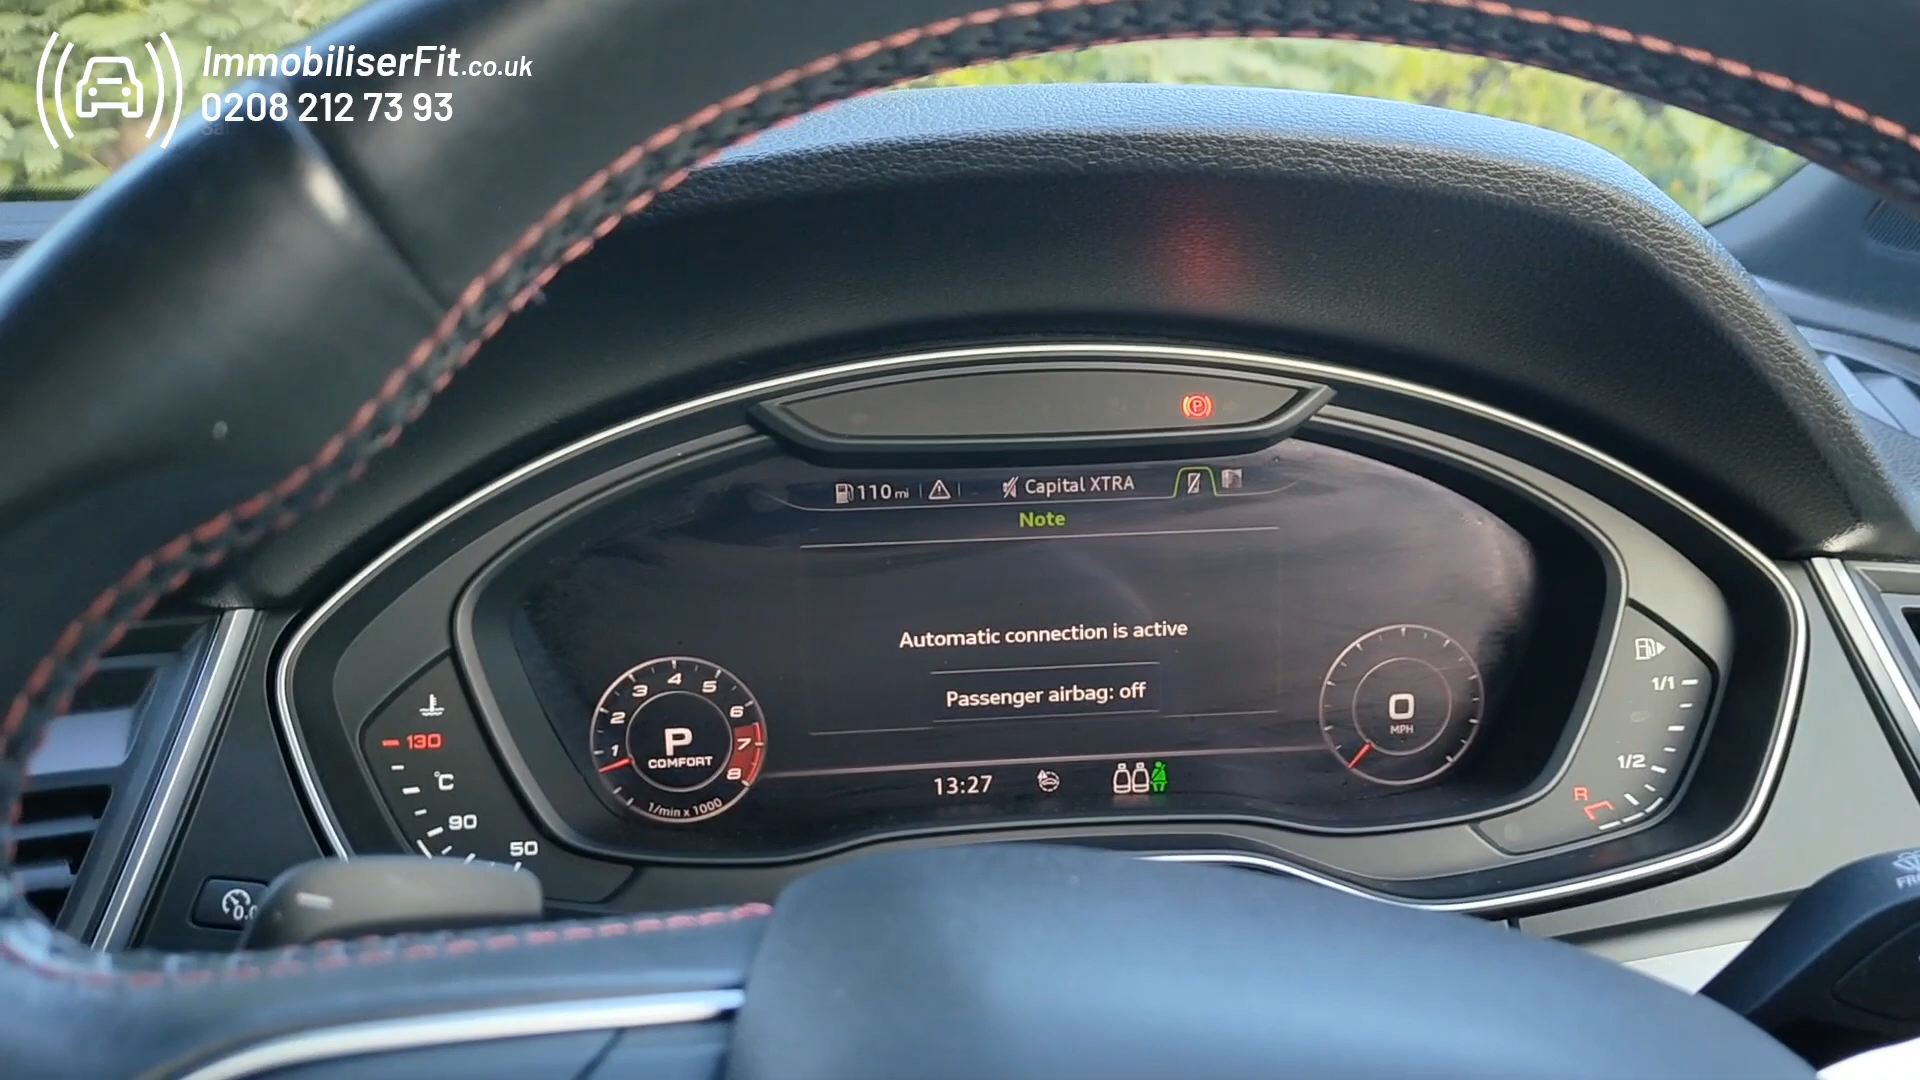 ImmobiliserFit.co.uk
0208 212 73 93
110 mi
Capital XTRA
Note
Automatic connection is active
Passenger airbag: off
1 2 3 4 5 6 7 8
P
COMFORT
1/min x 1000
0
MPH
13:27
130
°C
90
50
1/1
1/2
R
0.0